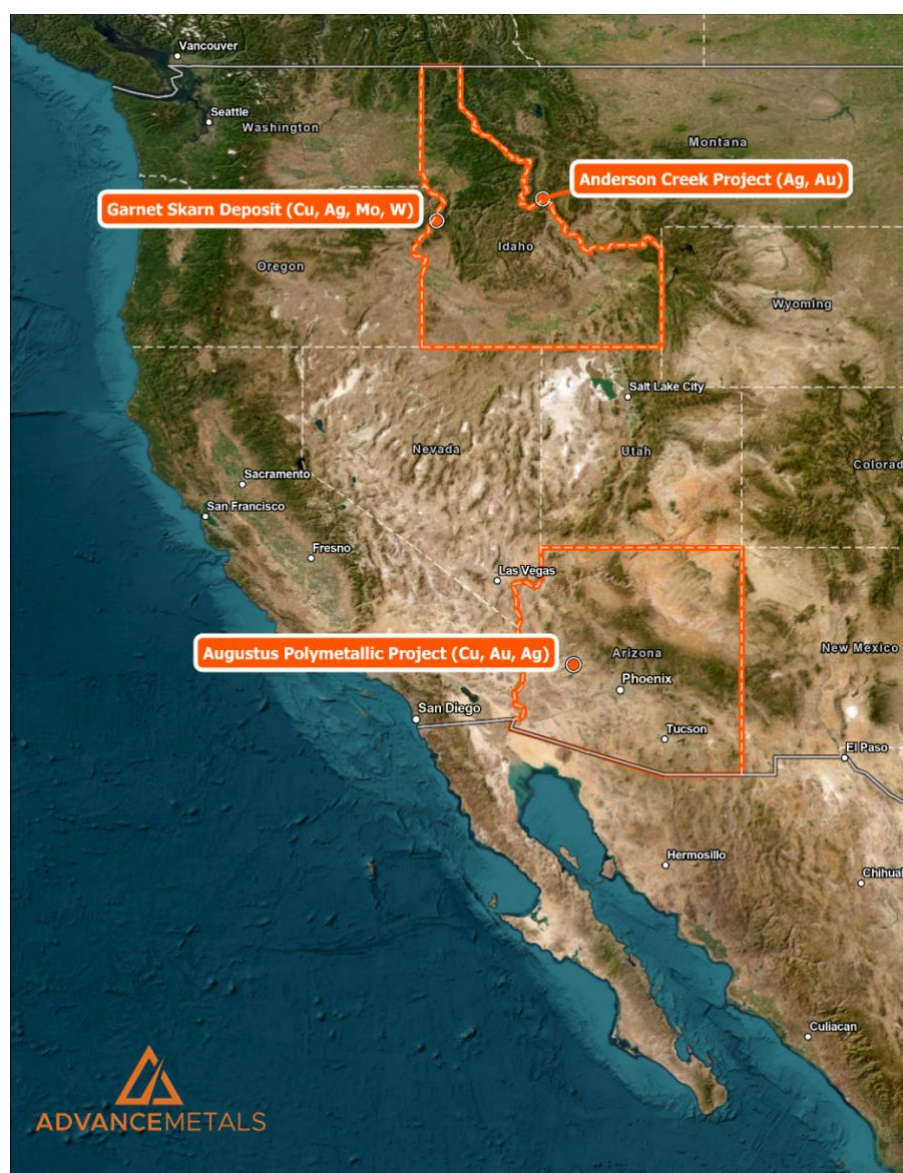 Vancouver
Seattle
Washington
Montana
Anderson Creek Project (Ag, Au)
Garnet Skarn Deposit (Cu, Ag, Mo, W)
Idaho
Oregon
Wyoming
Salt Lake City
Nevada
Utah
Colorad
Sacramento
San Francisco
Fresno
Las Vegas
Augustus Polymetallic Project (Cu, Au, Ag)
Arizona
New Mexico
Phoenix
San Diego
Tucson
El Paso
Hermosillo
Chihual
Culiacan
ADVANCEMETALS